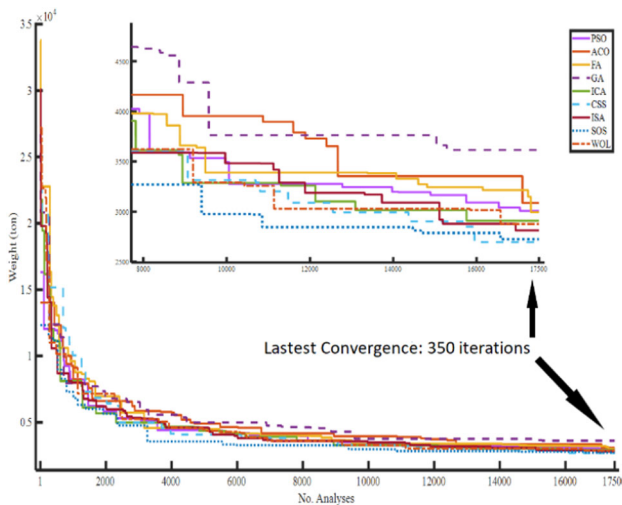 3.5
×10⁴
3
2.5
2
1.5
1
0.5
Weight (ton)
4500
4000
3500
3000
2500
8000 10000 12000 14000 16000 17500
PSO
ACO
FA
GA
ICA
CSS
ISA
SOS
WOL
Lastest Convergence: 350 iterations
1 2000 4000 6000 8000 10000 12000 14000 16000 17500
No. Analyses